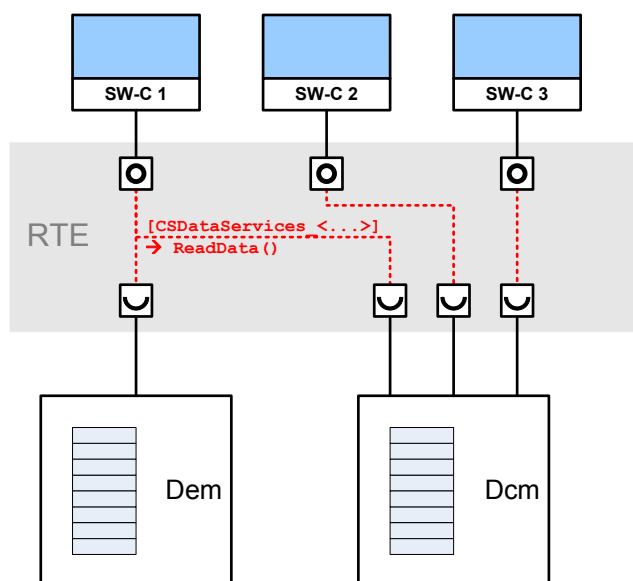 SW-C 1
SW-C 2
SW-C 3
RTE
[CSDataServices_<...>]
→ ReadData()
Dem
Dcm